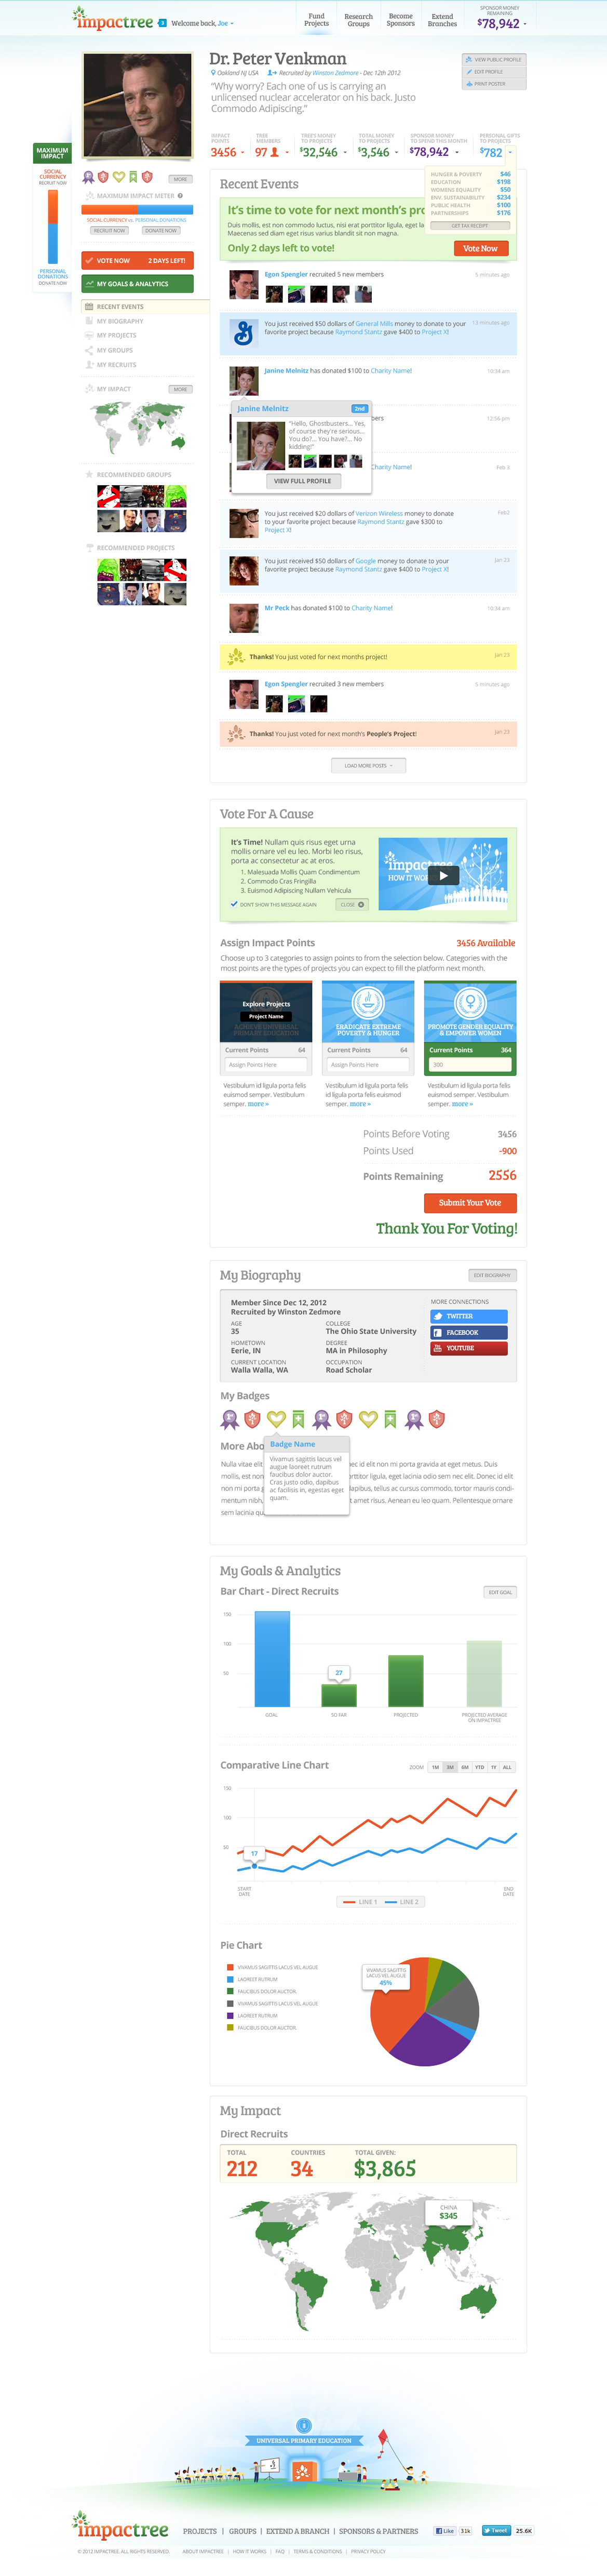 impactree
3
Welcome back, Joe
Fund Projects
Research Groups
Become Sponsors
Extend Branches
SPONSOR MONEY REMAINING
$78,942
Dr. Peter Venkman
Oakland NJ USA
Recruited by Winston Zedmore - Dec 12th 2012
"Why worry? Each one of us is carrying an
unlicensed nuclear accelerator on his back. Justo
Commodo Adipiscing."
VIEW PUBLIC PROFILE
EDIT PROFILE
PRINT POSTER
IMPACT POINTS
3456
TREE MEMBERS
97
TREE'S MONEY TO PROJECTS
$32,546
TOTAL MONEY TO PROJECTS
$3,546
SPONSOR MONEY TO SPEND THIS MONTH
$78,942
PERSONAL GIFTS TO PROJECTS
$782
HUNGER & POVERTY $46
EDUCATION $198
WOMENS EQUALITY $50
ENV. SUSTAINABILITY $234
PUBLIC HEALTH $100
PARTNERSHIPS $176
GET TAX RECEIPT
MAXIMUM IMPACT
SOCIAL CURRENCY
RECRUIT NOW
PERSONAL DONATIONS
DONATE NOW
MORE
MAXIMUM IMPACT METER
SOCIAL CURRENCY vs. PERSONAL DONATIONS
RECRUIT NOW
DONATE NOW
VOTE NOW 2 DAYS LEFT!
MY GOALS & ANALYTICS
RECENT EVENTS
MY BIOGRAPHY
MY PROJECTS
MY GROUPS
MY RECRUITS
MY IMPACT
MORE
RECOMMENDED GROUPS
RECOMMENDED PROJECTS
Recent Events
It's time to vote for next month's pr
Duis mollis, est non commodo luctus, nisi erat porttitor ligula, eget la
Maecenas sed diam eget risus varius blandit sit non magna.
Only 2 days left to vote!
Vote Now
Egon Spengler recruited 5 new members
5 minutes ago
You just received $50 dollars of General Mills money to donate to your
favorite project because Raymond Stantz gave $400 to Project X!
13 minutes ago
Janine Melnitz has donated $100 to Charity Name!
10:34 am
Janine Melnitz
2nd
"Hello, Ghostbusters... Yes,
of course they're serious...
You do?... You have?... No
kidding!"
VIEW FULL PROFILE
bers
12:56 pm
Charity Name!
Feb 3
You just received $20 dollars of Verizon Wireless money to donate
to your favorite project because Raymond Stantz gave $300 to
Project X!
Feb2
You just received $50 dollars of Google money to donate to your
favorite project because Raymond Stantz gave $400 to Project X!
Jan 23
Mr Peck has donated $100 to Charity Name!
10:34 am
Thanks! You just voted for next months project!
Jan 23
Egon Spengler recruited 3 new members
5 minutes ago
Thanks! You just voted for next month's People's Project!
Jan 23
LOAD MORE POSTS
Vote For A Cause
It's Time! Nullam quis risus eget urna
mollis ornare vel eu leo. Morbi leo risus,
porta ac consectetur ac at eros.
1. Malesuada Mollis Quam Condimentum
2. Commodo Cras Fringilla
3. Euismod Adipiscing Nullam Vehicula
DON'T SHOW THIS MESSAGE AGAIN
CLOSE
impactree
HOW IT WOR
Assign Impact Points
3456 Available
Choose up to 3 categories to assign points to from the selection below. Categories with the
most points are the types of projects you can expect to fill the platform next month.
Explore Projects
Project Name
ACHIEVE UNIVERSAL PRIMARY EDUCATION
Current Points 64
Assign Points Here
Vestibulum id ligula porta felis
euismod semper. Vestibulum
semper. more »
ERADICATE EXTREME POVERTY & HUNGER
Current Points 64
Assign Points Here
Vestibulum id ligula porta felis
id ligula porta felis euismod
semper. more »
PROMOTE GENDER EQUALITY & EMPOWER WOMEN
Current Points 364
300
Vestibulum id ligula porta felis
euismod semper. Vestibulum
semper. more »
Points Before Voting 3456
Points Used -900
Points Remaining 2556
Submit Your Vote
Thank You For Voting!
My Biography
EDIT BIOGRAPHY
Member Since Dec 12, 2012
Recruited by Winston Zedmore
AGE
35
COLLEGE
The Ohio State University
HOMETOWN
Eerie, IN
DEGREE
MA in Philosophy
CURRENT LOCATION
Walla Walla, WA
OCCUPATION
Road Scholar
MORE CONNECTIONS
TWITTER
FACEBOOK
YOUTUBE
My Badges
Badge Name
Vivamus sagittis lacus vel
augue laoreet rutrum
faucibus dolor auctor.
Cras justo odio, dapibus
ac facilisis in, egestas eget
quam.
More Abo
Nulla vitae elit
nec id elit non mi porta gravida at eget metus. Duis
mollis, est non
orttitor ligula, eget lacinia odio sem nec elit. Donec id elit
non mi porta g
dapibus, tellus ac cursus commodo, tortor mauris condi-
mentum nibh,
t amet risus. Aenean eu leo quam. Pellentesque ornare
sem lacinia qu
My Goals & Analytics
Bar Chart - Direct Recruits
EDIT GOAL
150
100
50
27
GOAL
SO FAR
PROJECTED
PROJECTED AVERAGE ON IMPACTREE
Comparative Line Chart
ZOOM 1M 3M 6M YTD 1Y ALL
150
100
50
17
START DATE
END DATE
LINE 1
LINE 2
Pie Chart
VIVAMUS SAGITTIS LACUS VEL AUGUE
LAOREET RUTRUM
FAUCIBUS DOLOR AUCTOR.
VIVAMUS SAGITTIS LACUS VEL AUGUE
LAOREET RUTRUM
FAUCIBUS DOLOR AUCTOR.
VIVAMUS SAGITTIS LACUS VEL AUGUE
45%
My Impact
Direct Recruits
TOTAL
212
COUNTRIES
34
TOTAL GIVEN:
$3,865
CHINA
$345
UNIVERSAL PRIMARY EDUCATION
impactree
PROJECTS | GROUPS | EXTEND A BRANCH | SPONSORS & PARTNERS
Like 31k
Tweet 25.6K
© 2012 IMPACTREE. ALL RIGHTS RESERVED.
ABOUT IMPACTREE | HOW IT WORKS | FAQ | TERMS & CONDITIONS | PRIVACY POLICY